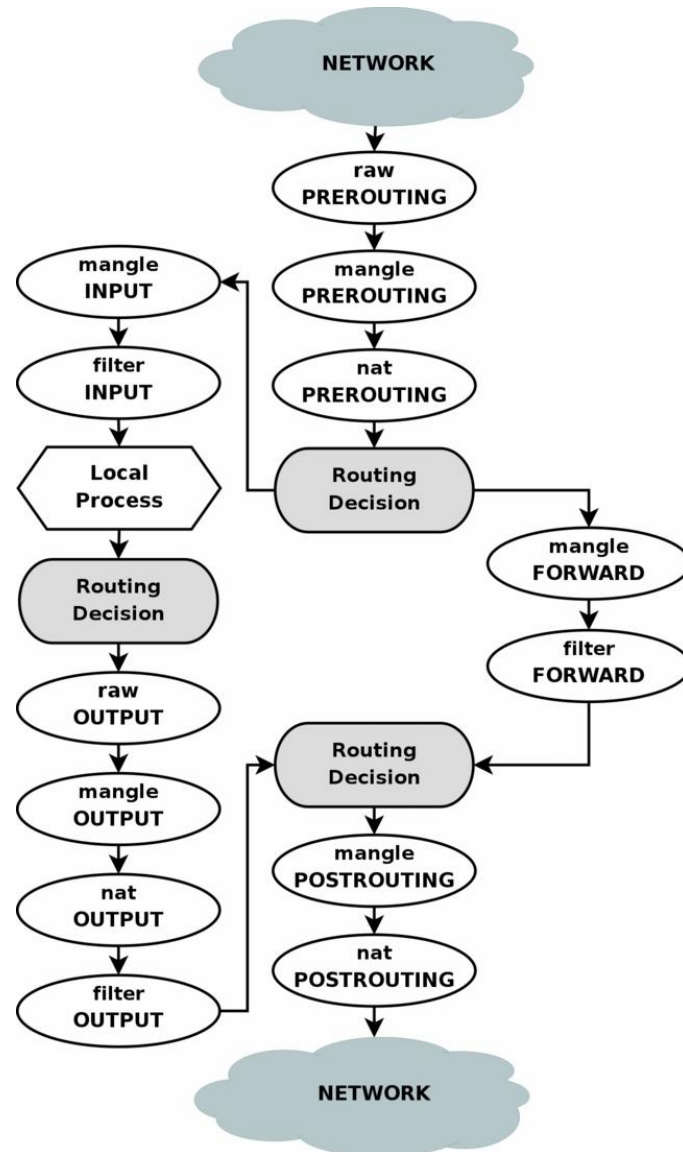 NETWORK
raw
PREROUTING
mangle
PREROUTING
nat
PREROUTING
Routing
Decision
mangle
INPUT
filter
INPUT
Local
Process
Routing
Decision
raw
OUTPUT
mangle
OUTPUT
nat
OUTPUT
filter
OUTPUT
mangle
FORWARD
filter
FORWARD
Routing
Decision
mangle
POSTROUTING
nat
POSTROUTING
NETWORK